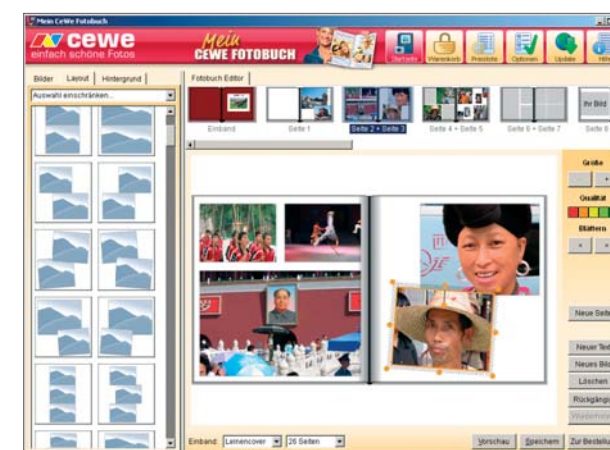 Mein CeWe Fotobuch
cewe
einfach schöne Fotos
Mein
CEWE FOTOBUCH
Startseite
Warenkorb
Preisliste
Optionen
Update
Hilfe
Bilder Layout Hintergrund
Fotobuch Editor
Auswahl einschränken...
Ihr Bild
Einband
Seite 1
Seite 2 + Seite 3
Seite 4 + Seite 5
Seite 6 + Seite 7
Seite 8
Größe
- +
Qualität
Blättern
Neue Seite
Neuer Text
Neues Bild
Löschen
Rückgängig
Einband: Leinencover 26 Seiten
Vorschau
Speichern
Zur Bestellu